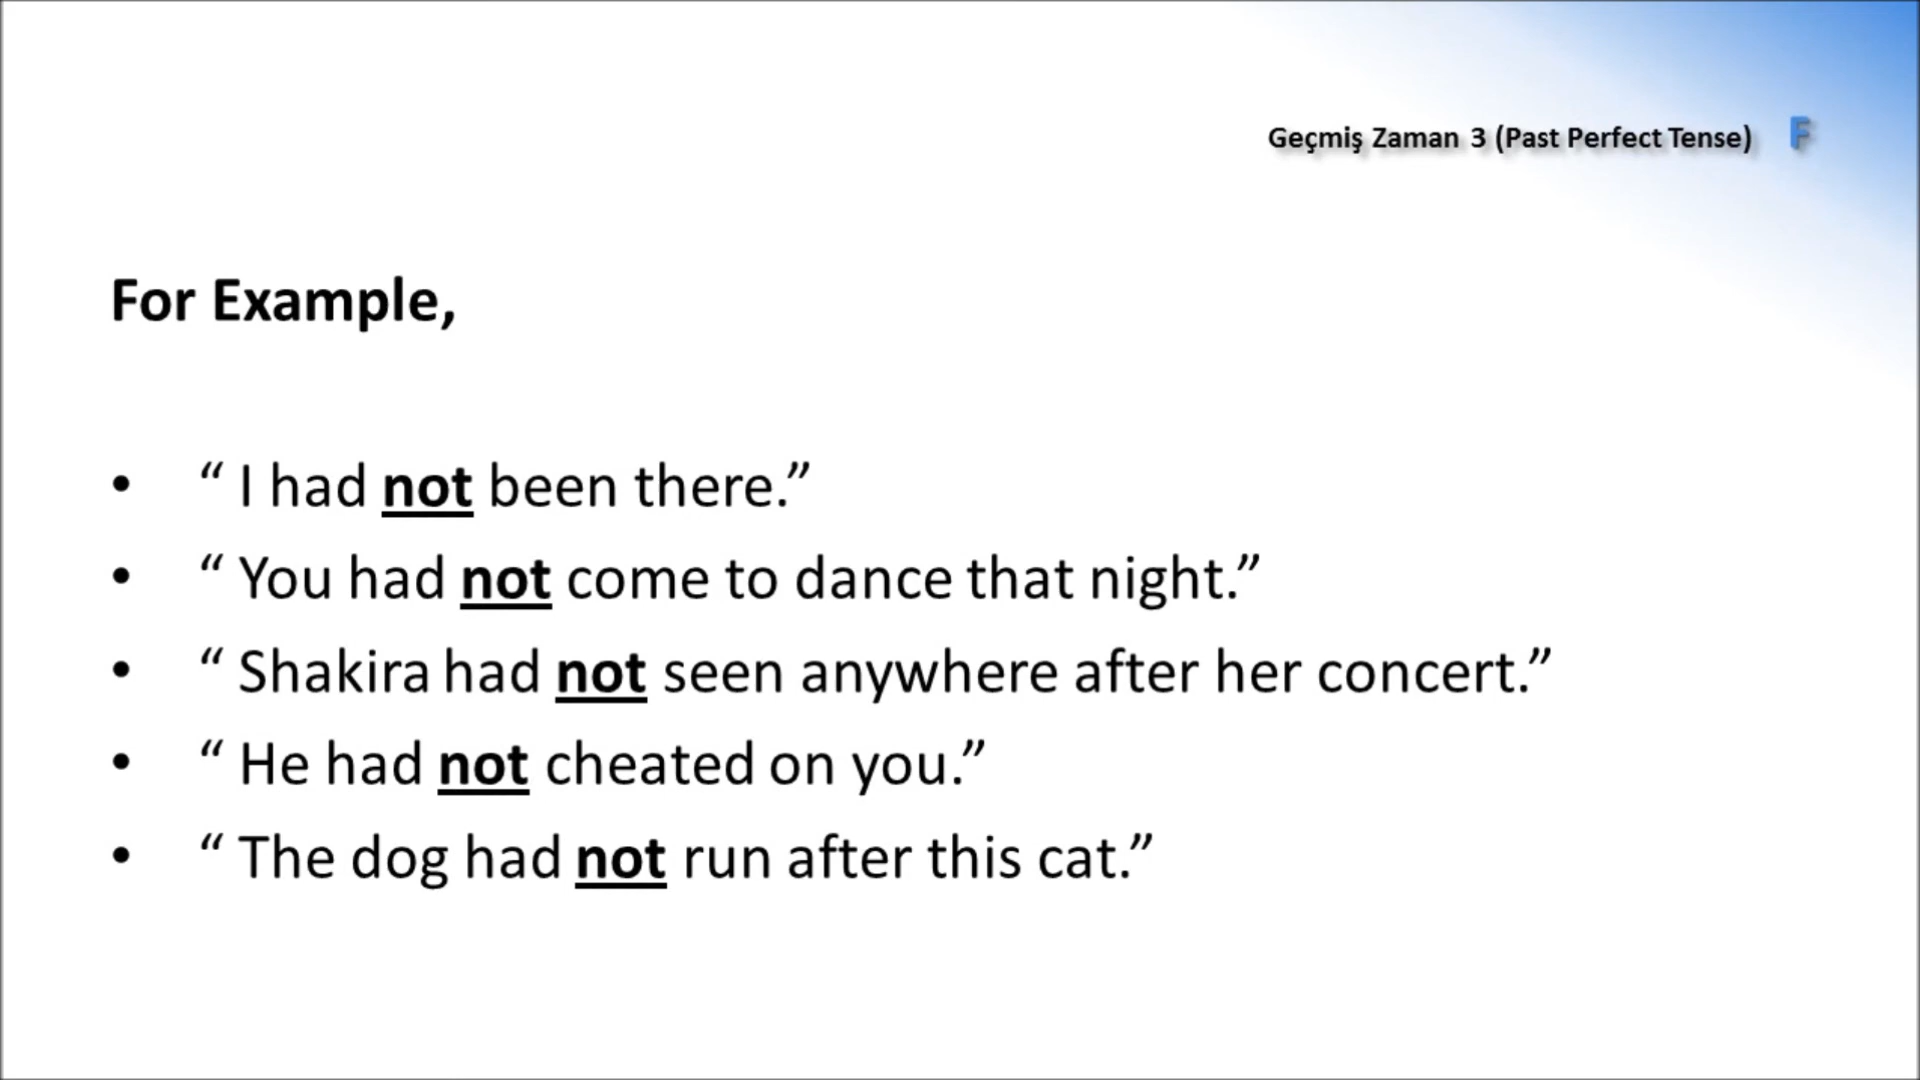 Geçmiş Zaman 3 (Past Perfect Tense) F
For Example,
• “ I had not been there.”
• “ You had not come to dance that night.”
• “ Shakira had not seen anywhere after her concert.”
• “ He had not cheated on you.”
• “ The dog had not run after this cat.”